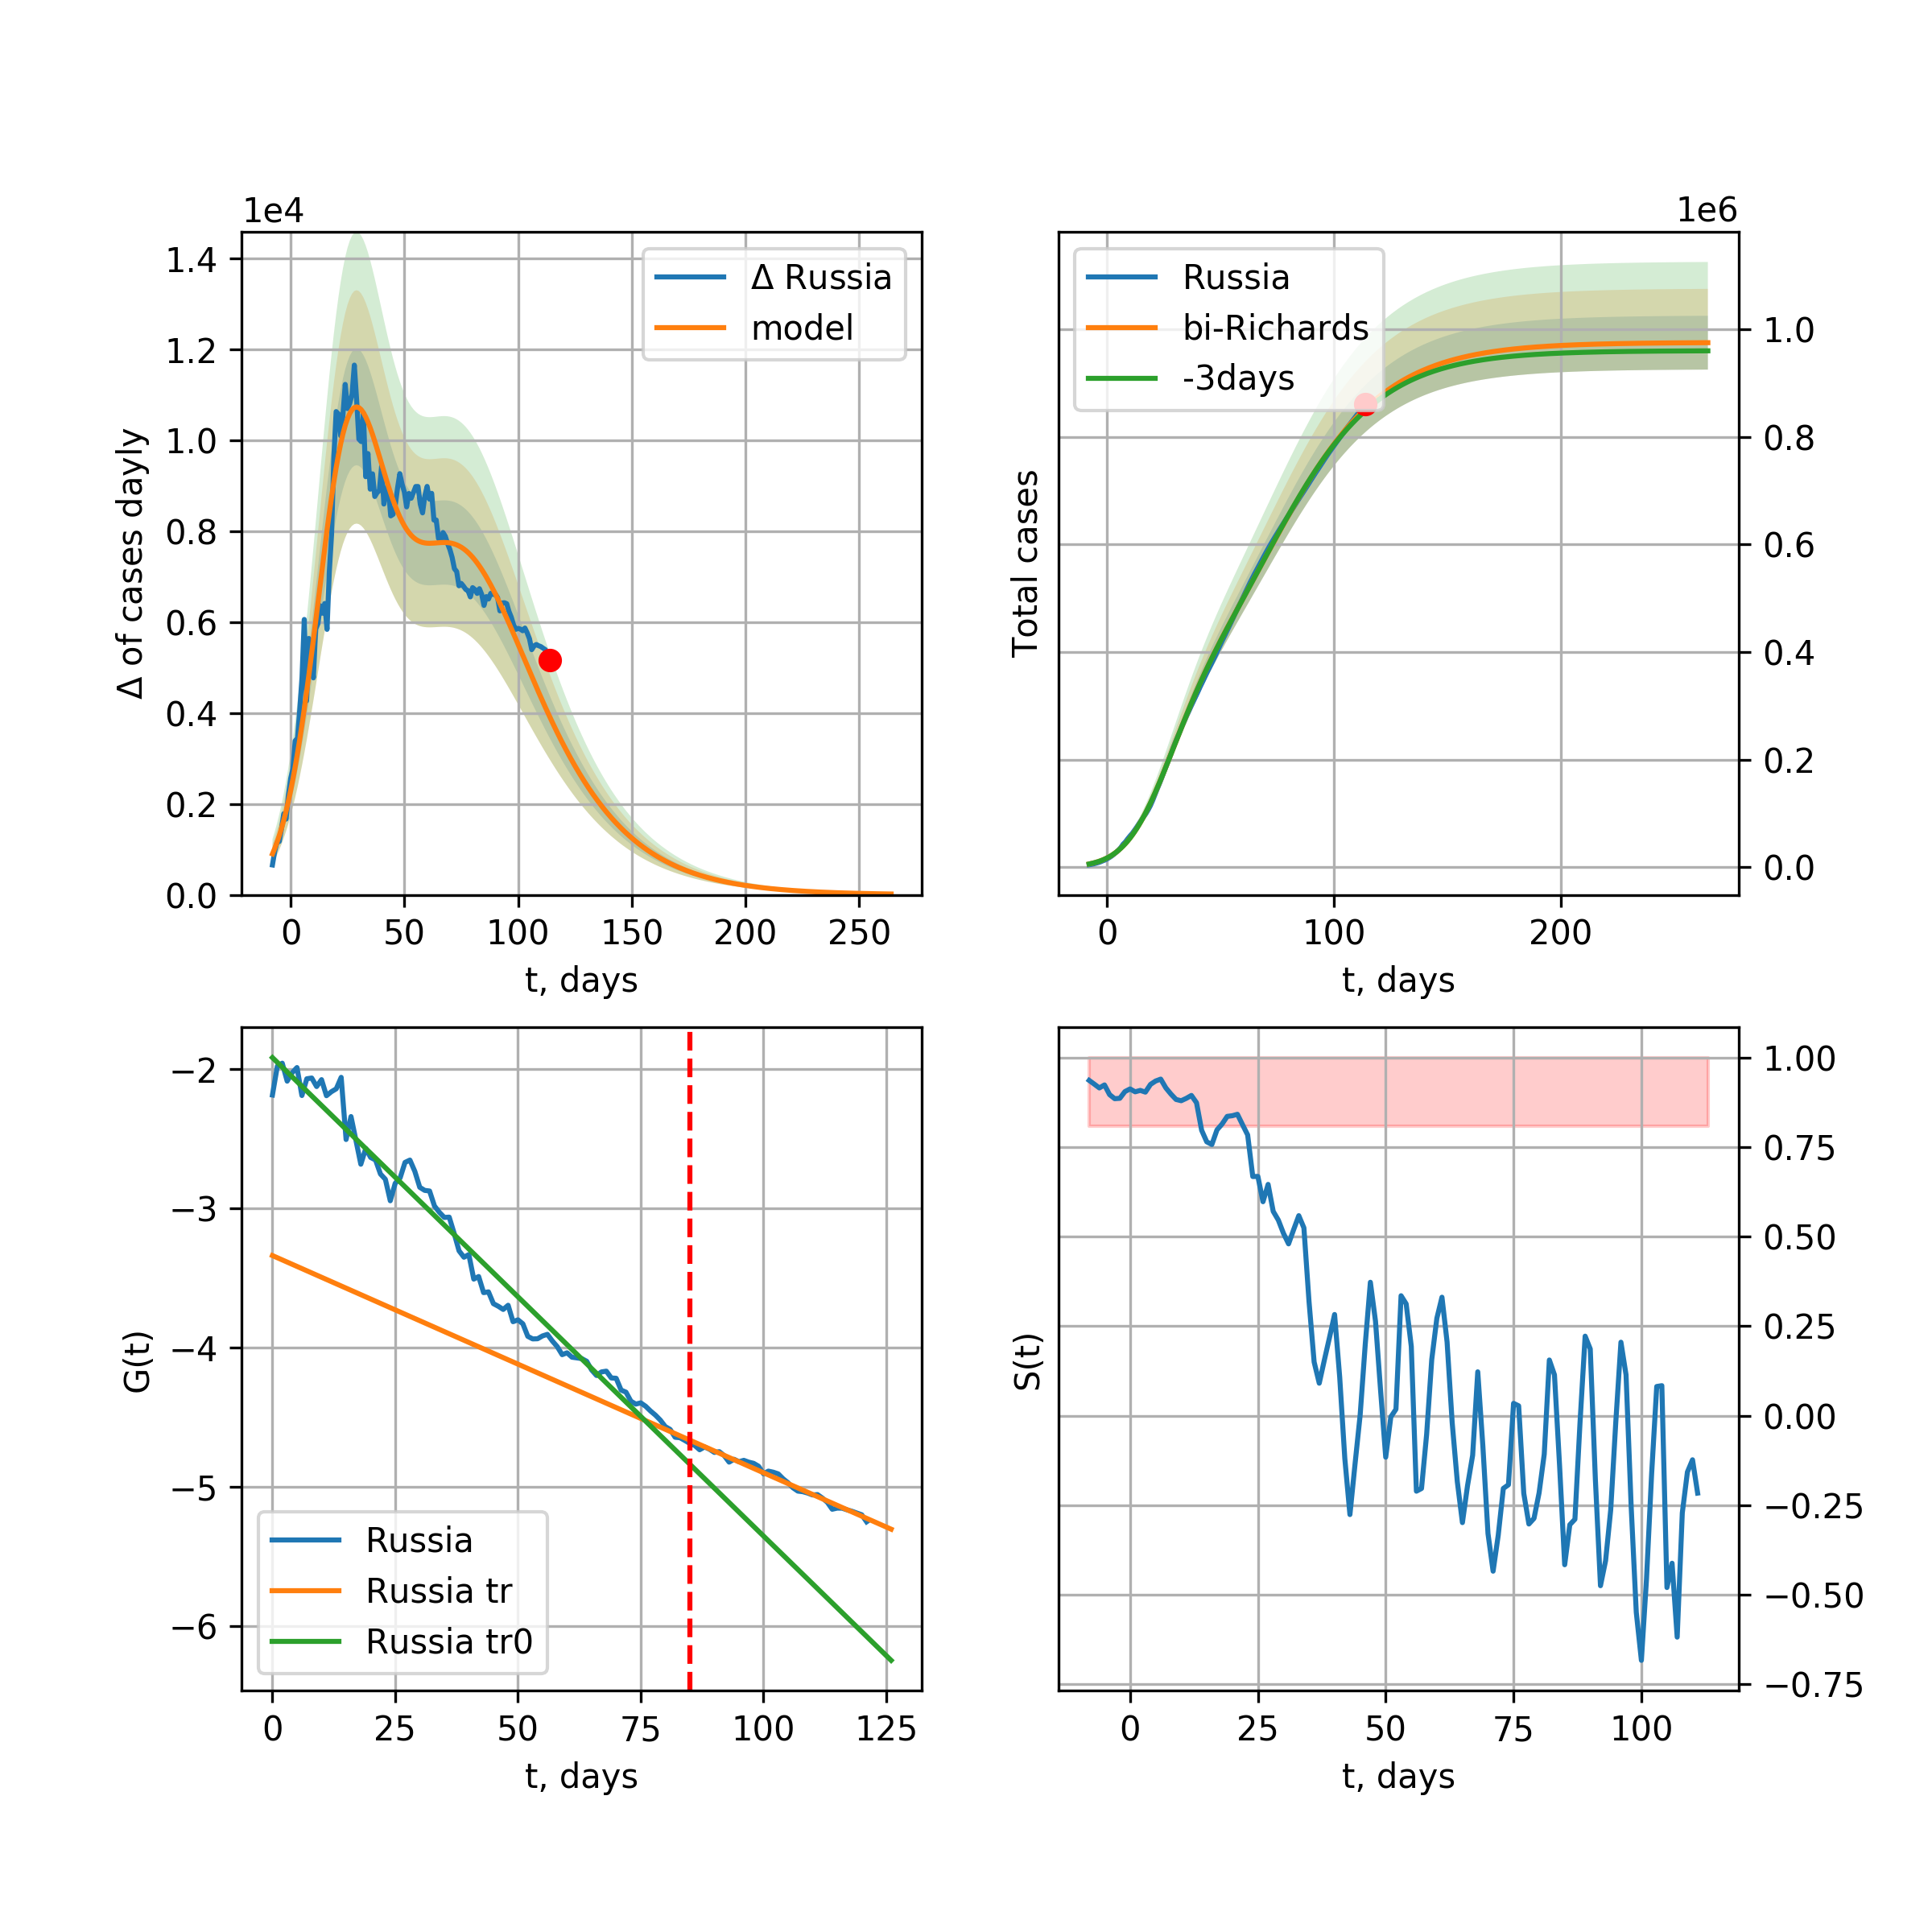 1e4
1.4
1.2
1.0
0.8
0.6
0.4
0.2
0.0
Δ of cases dayly
Δ Russia
model
0 50 100 150 200 250
t, days
1e6
Russia
bi-Richards
-3days
Total cases
1.0
0.8
0.6
0.4
0.2
0.0
0 100 200
t, days
−2
−3
−4
−5
−6
G(t)
Russia
Russia tr
Russia tr0
0 25 50 75 100 125
t, days
S(t)
1.00
0.75
0.50
0.25
0.00
−0.25
−0.50
−0.75
0 25 50 75 100
t, days